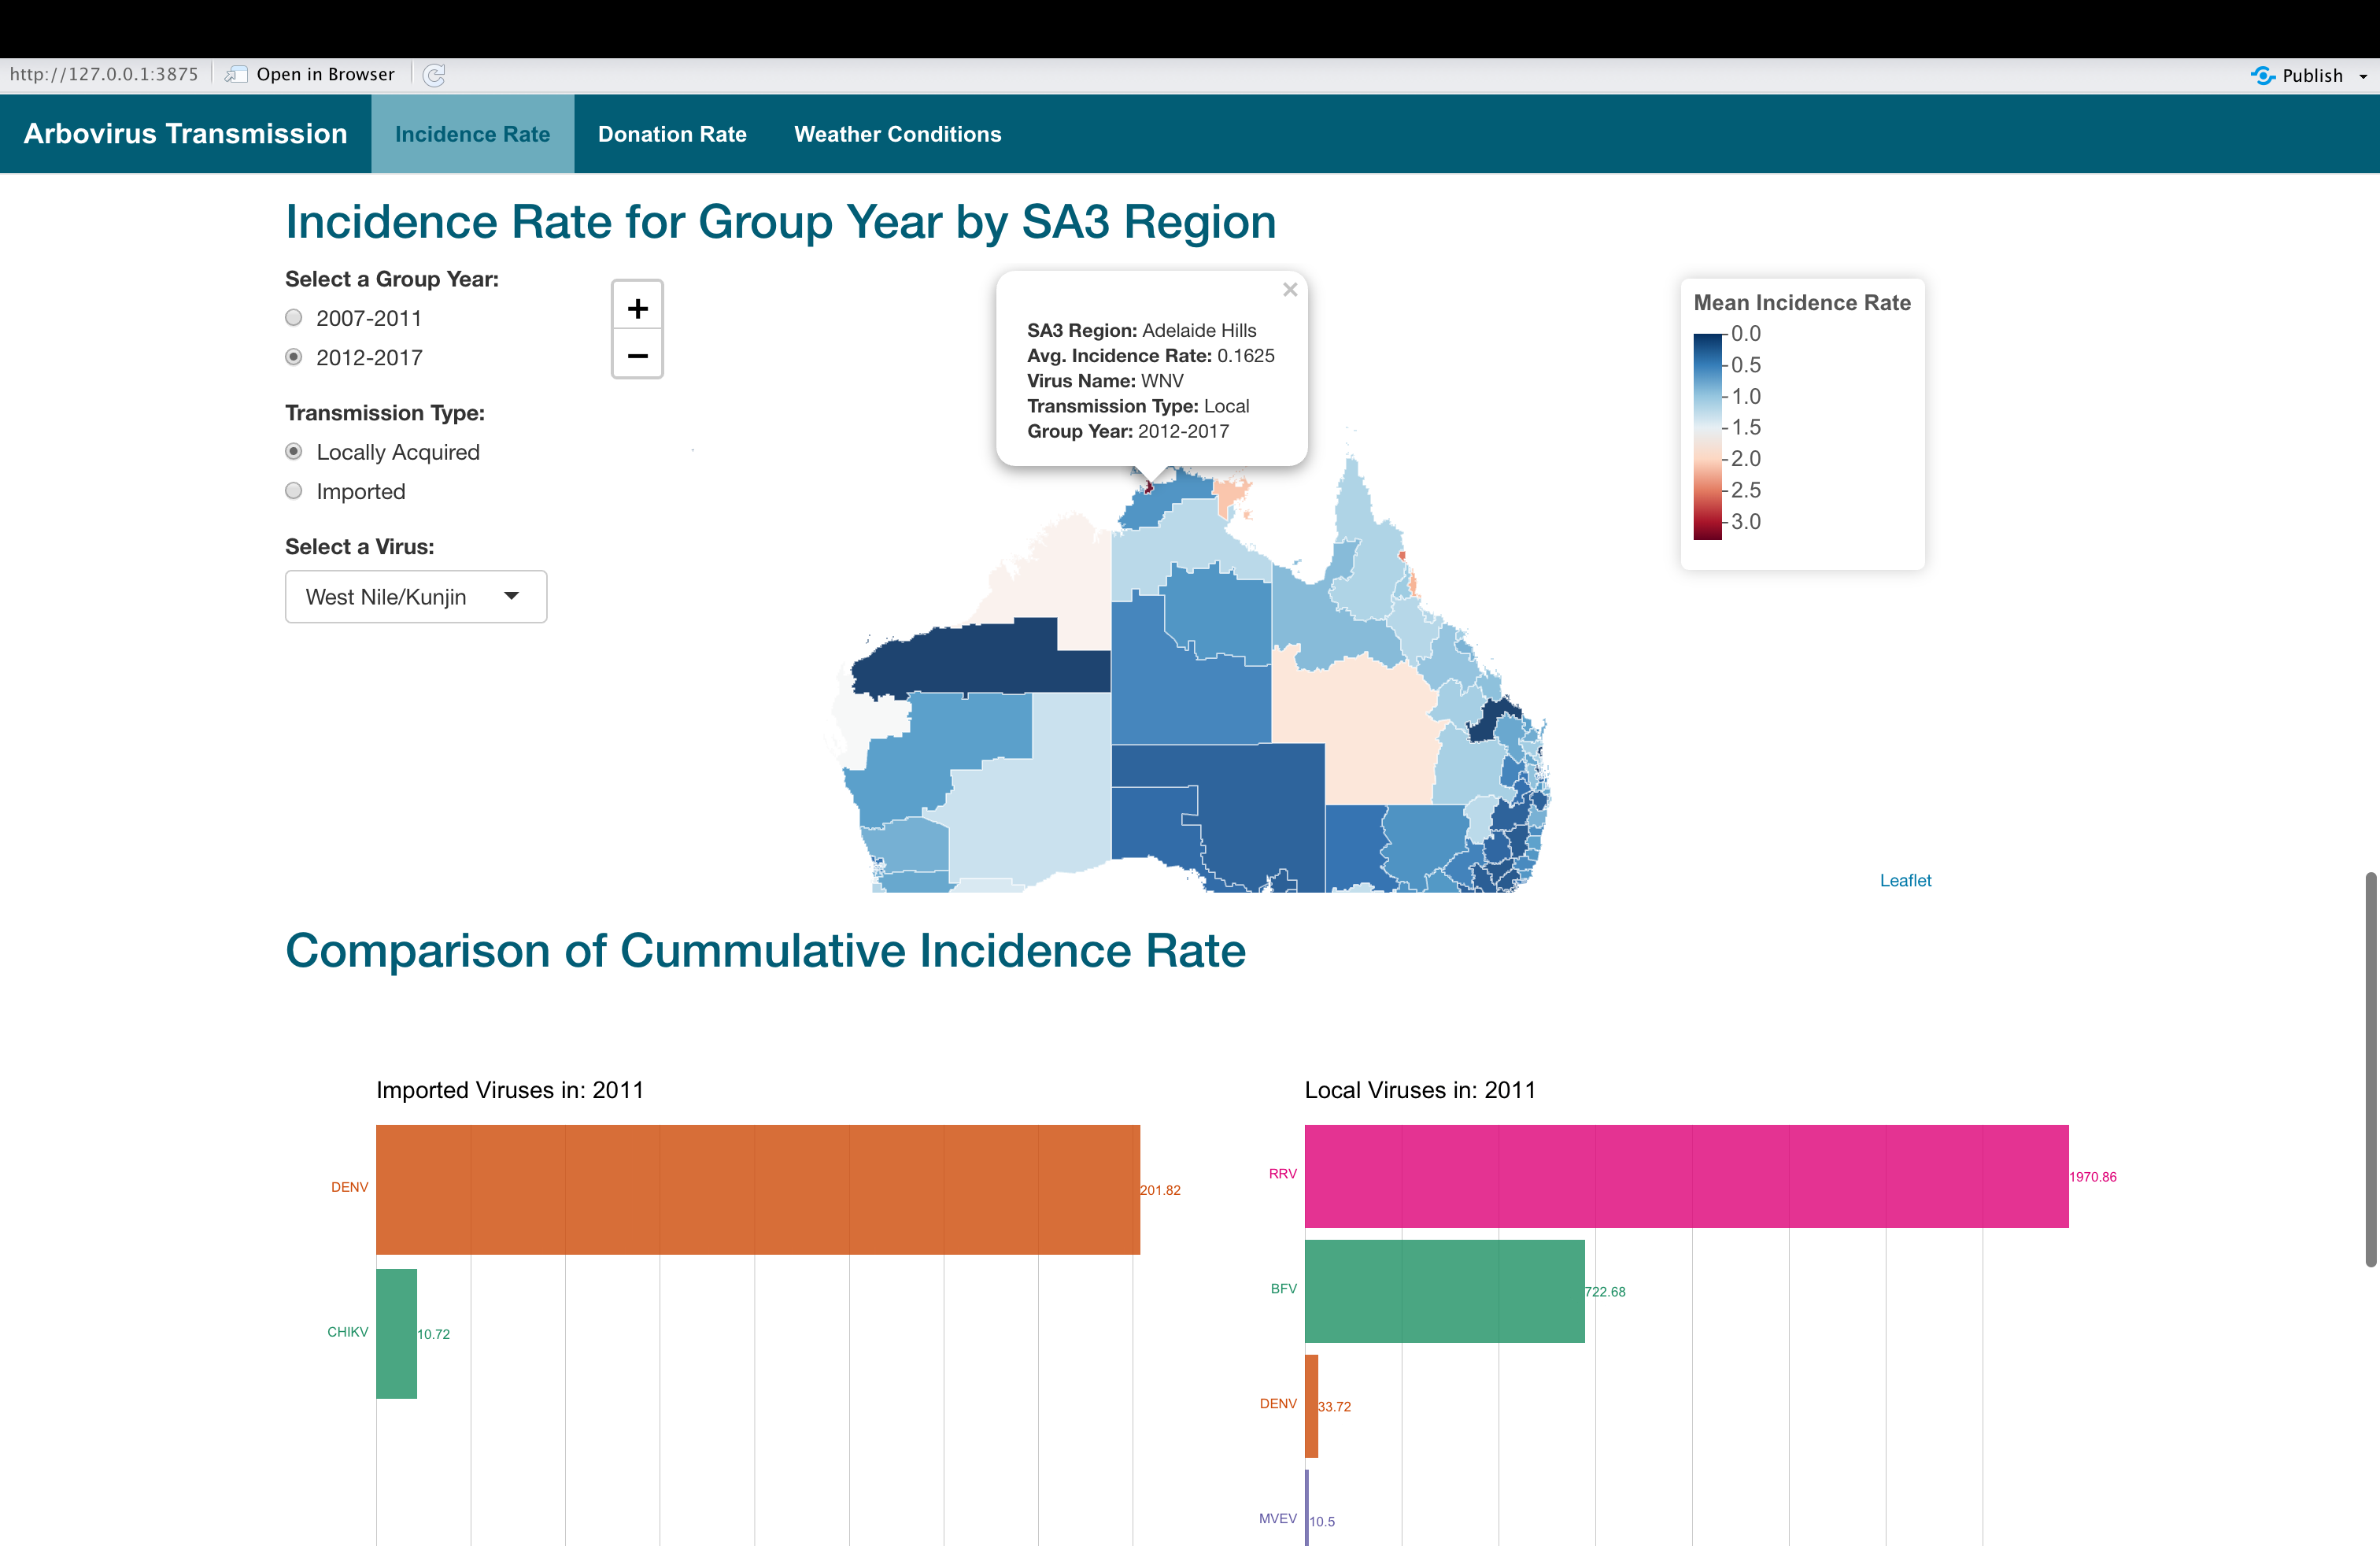 http://127.0.0.1:3875 Open in Browser Publish
Arbovirus Transmission Incidence Rate Donation Rate Weather Conditions
Incidence Rate for Group Year by SA3 Region
Select a Group Year:
2007-2011
2012-2017
Transmission Type:
Locally Acquired
Imported
Select a Virus:
West Nile/Kunjin
+
−
×
SA3 Region: Adelaide Hills
Avg. Incidence Rate: 0.1625
Virus Name: WNV
Transmission Type: Local
Group Year: 2012-2017
Mean Incidence Rate
0.0
0.5
1.0
1.5
2.0
2.5
3.0
Leaflet
Comparison of Cummulative Incidence Rate
Imported Viruses in: 2011
DENV 201.82
CHIKV 10.72
Local Viruses in: 2011
RRV 1970.86
BFV 722.68
DENV 33.72
MVEV 10.5